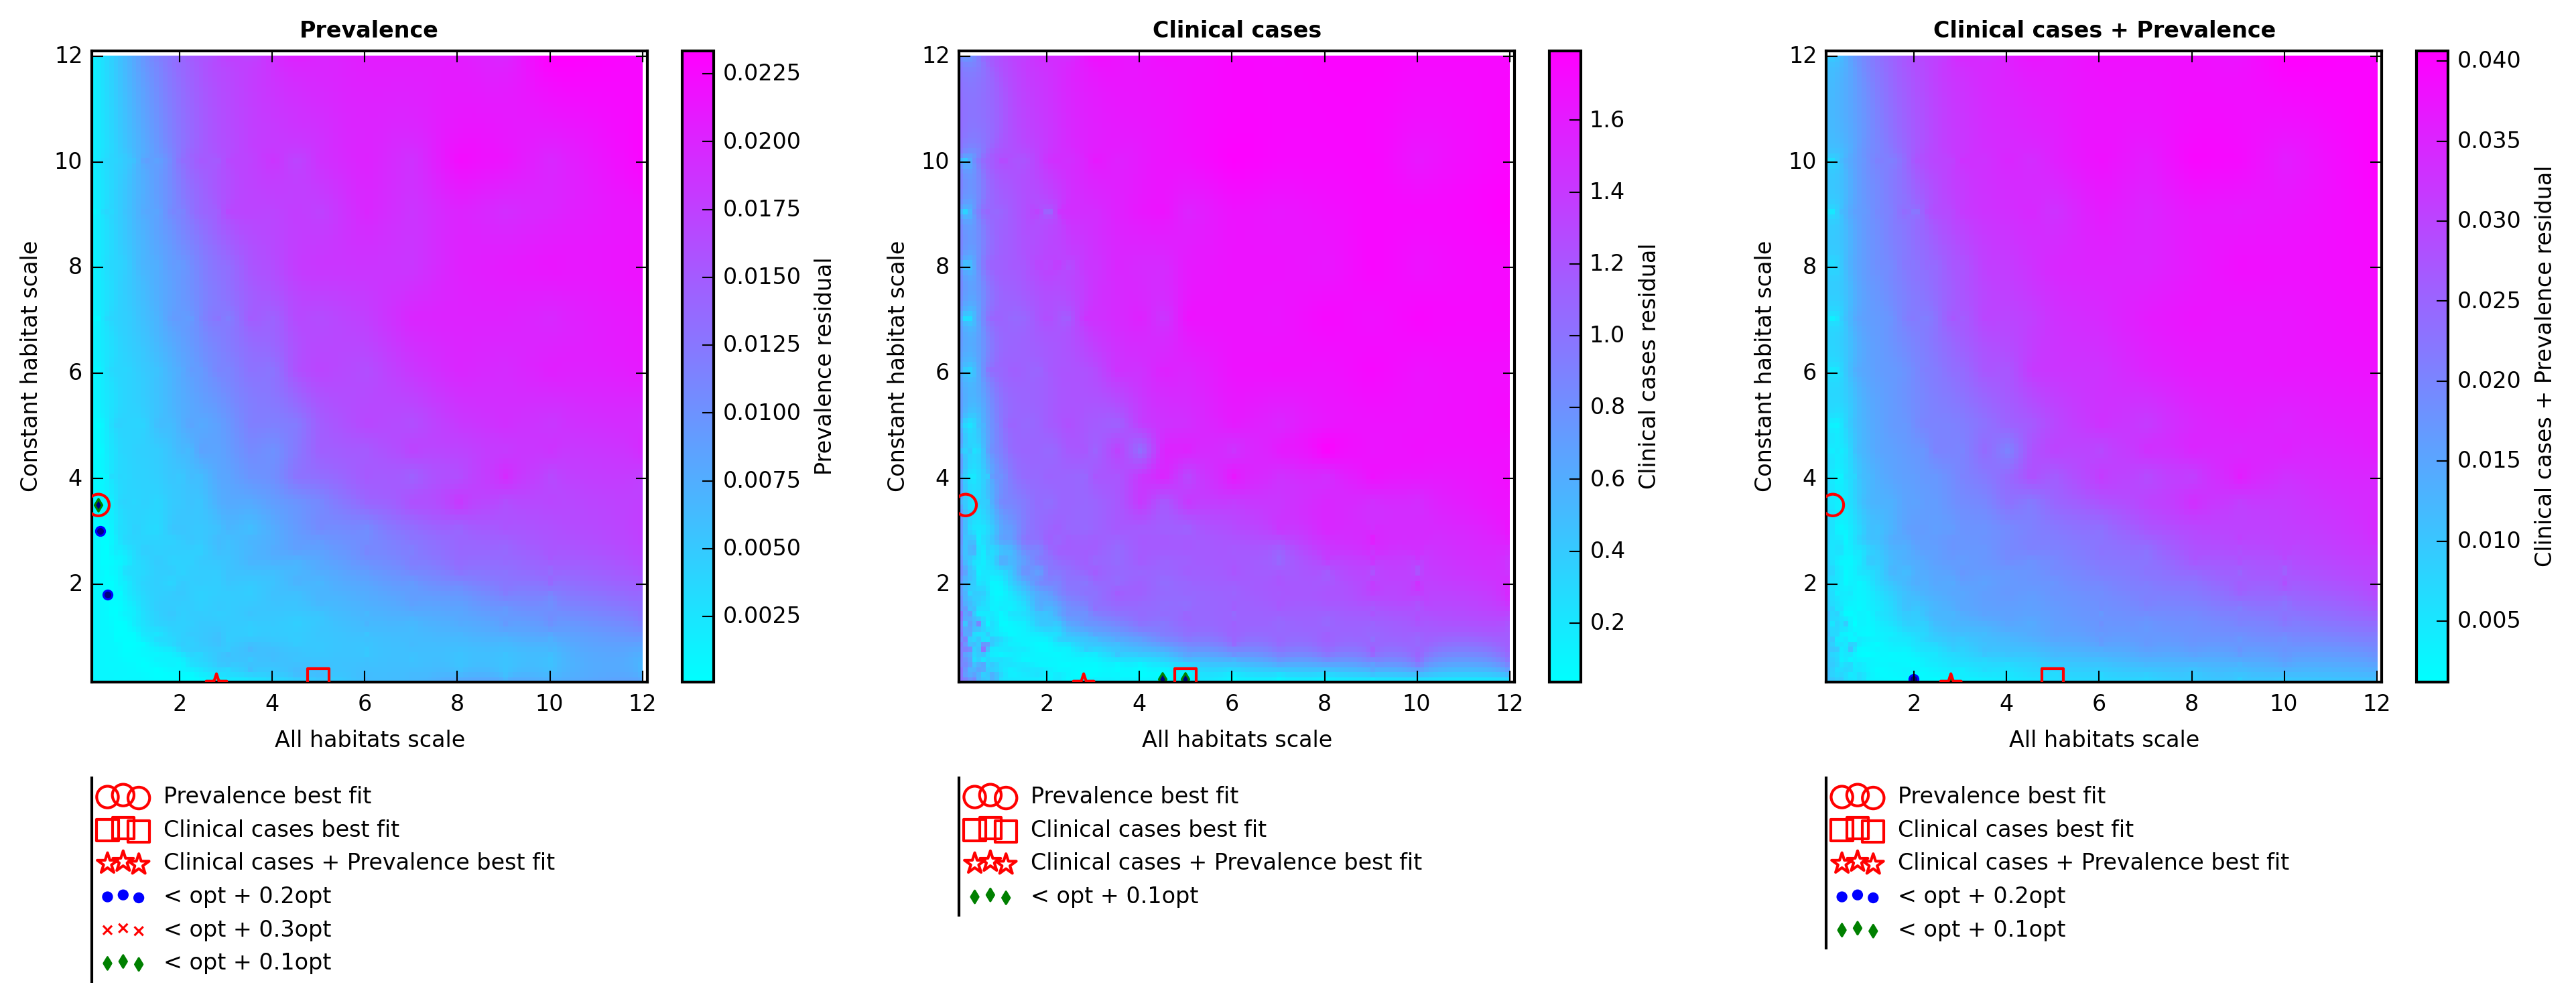 Prevalence
12
10
8
6
4
2
Constant habitat scale
2 4 6 8 10 12
All habitats scale
0.0225
0.0200
0.0175
0.0150
0.0125
0.0100
0.0075
0.0050
0.0025
Prevalence residual
Prevalence best fit
Clinical cases best fit
Clinical cases + Prevalence best fit
< opt + 0.2opt
< opt + 0.3opt
< opt + 0.1opt
Clinical cases
12
10
8
6
4
2
Constant habitat scale
2 4 6 8 10 12
All habitats scale
1.6
1.4
1.2
1.0
0.8
0.6
0.4
0.2
Clinical cases residual
Prevalence best fit
Clinical cases best fit
Clinical cases + Prevalence best fit
< opt + 0.1opt
Clinical cases + Prevalence
12
10
8
6
4
2
Constant habitat scale
2 4 6 8 10 12
All habitats scale
0.040
0.035
0.030
0.025
0.020
0.015
0.010
0.005
Clinical cases + Prevalence residual
Prevalence best fit
Clinical cases best fit
Clinical cases + Prevalence best fit
< opt + 0.2opt
< opt + 0.1opt